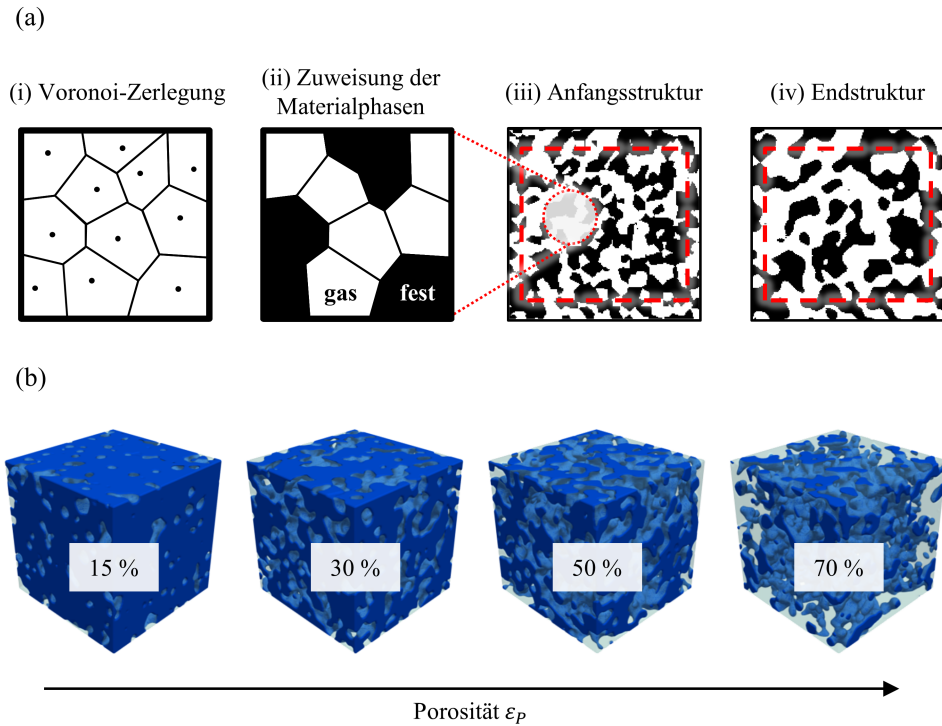 (a)
(i) Voronoi-Zerlegung
(ii) Zuweisung der
Materialphasen
(iii) Anfangsstruktur
(iv) Endstruktur
gas
fest
(b)
15 %
30 %
50 %
70 %
Porosität εP